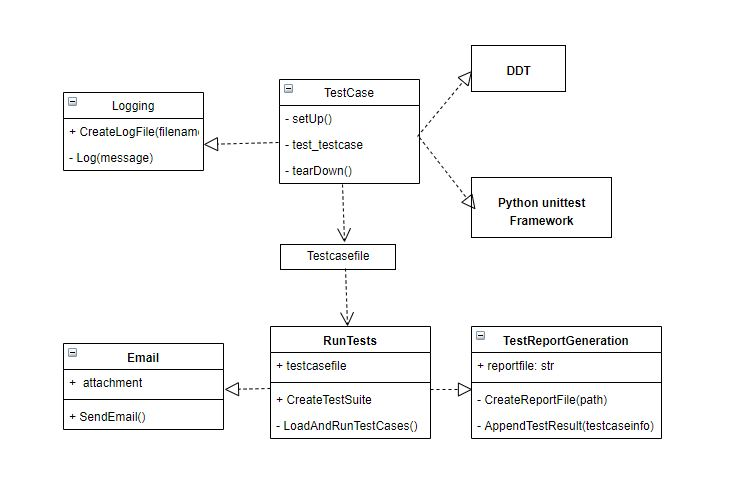 DDT
TestCase
Logging
- setUp()
+ CreateLogFile(filenam
- test_testcase
- Log(message)
- tearDown()
Python unittest
Framework
Testcasefile
RunTests
TestReportGeneration
Email
+ testcasefile
+ reportfile: str
+ attachment
+ CreateTestSuite
- CreateReportFile(path)
+ SendEmail()
- LoadAndRunTestCases()
- AppendTestResult(testcaseinfo)